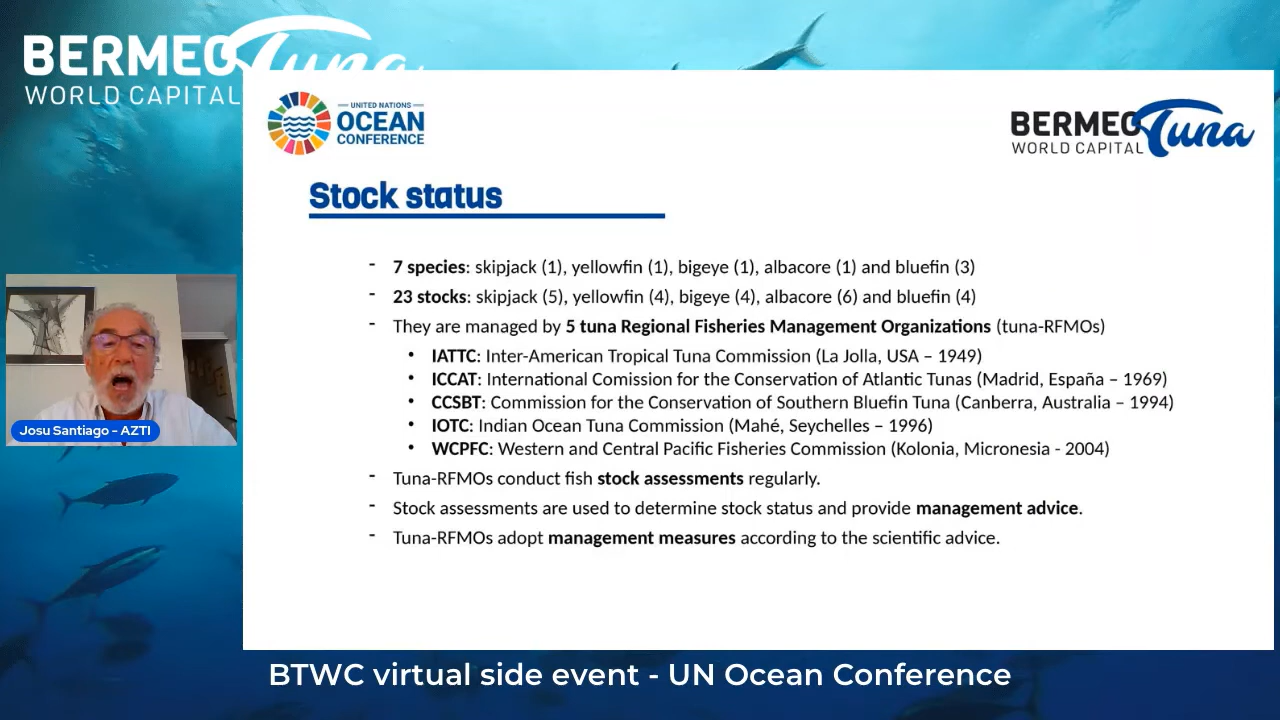 BERMEO Tuna
WORLD CAPITAL
UNITED NATIONS
OCEAN
CONFERENCE
BERMEO Tuna
WORLD CAPITAL
Stock status
- 7 species: skipjack (1), yellowfin (1), bigeye (1), albacore (1) and bluefin (3)
- 23 stocks: skipjack (5), yellowfin (4), bigeye (4), albacore (6) and bluefin (4)
- They are managed by 5 tuna Regional Fisheries Management Organizations (tuna-RFMOs)
• IATTC: Inter-American Tropical Tuna Commission (La Jolla, USA – 1949)
• ICCAT: International Comission for the Conservation of Atlantic Tunas (Madrid, España – 1969)
• CCSBT: Commission for the Conservation of Southern Bluefin Tuna (Canberra, Australia – 1994)
• IOTC: Indian Ocean Tuna Commission (Mahé, Seychelles – 1996)
• WCPFC: Western and Central Pacific Fisheries Commission (Kolonia, Micronesia - 2004)
- Tuna-RFMOs conduct fish stock assessments regularly.
- Stock assessments are used to determine stock status and provide management advice.
- Tuna-RFMOs adopt management measures according to the scientific advice.
Josu Santiago - AZTI
BTWC virtual side event - UN Ocean Conference